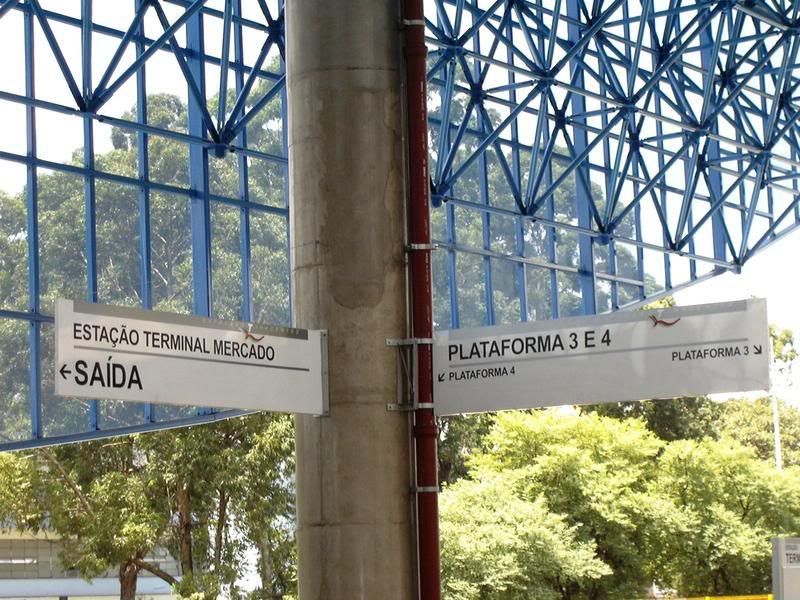 ESTAÇÃO TERMINAL MERCADO
←SAÍDA
PLATAFORMA 3 E 4
PLATAFORMA 3 ↘
↙ PLATAFORMA 4